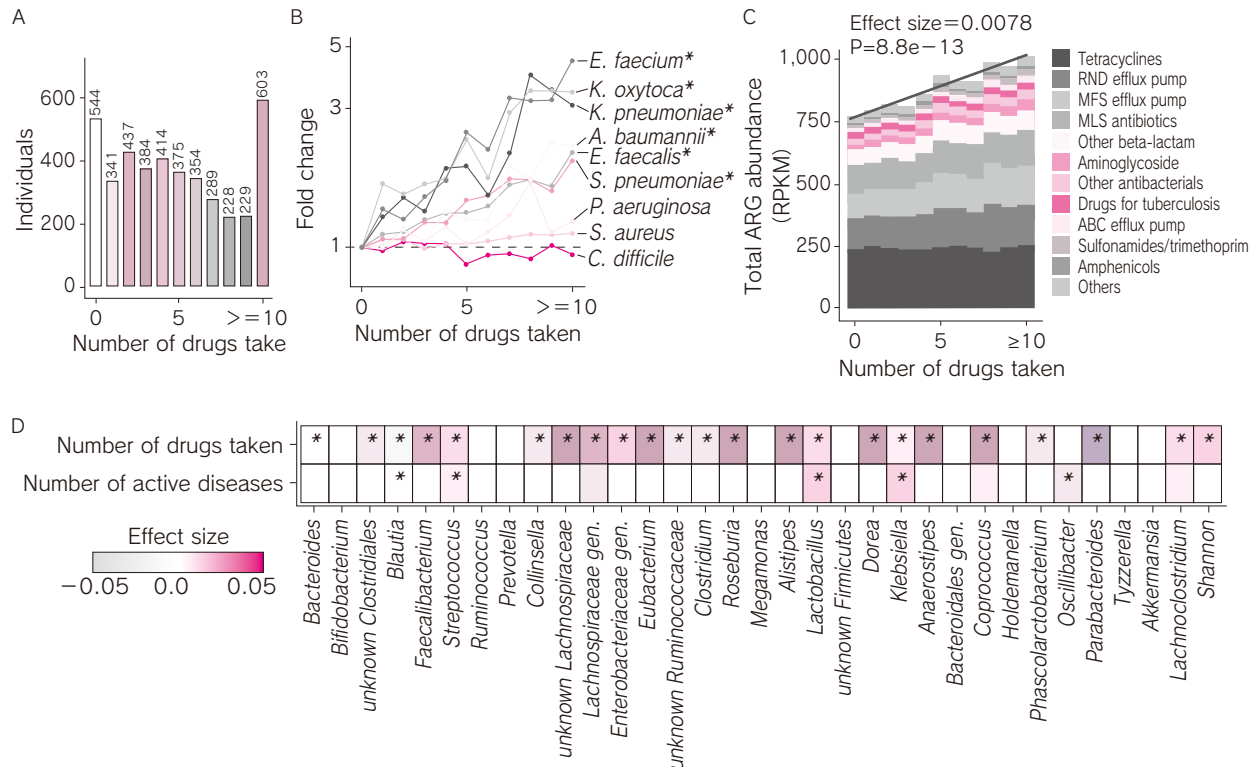 A
Individuals
600
400
200
0
544
341
437
384
414
375
354
289
228
229
603
0
5
>=10
Number of drugs take
B
Fold change
5
3
1
0
5
>=10
Number of drugs taken
E. faecium*
K. oxytoca*
K. pneumoniae*
A. baumannii*
E. faecalis*
S. pneumoniae*
P. aeruginosa
S. aureus
C. difficile
C
Effect size=0.0078
P=8.8e−13
Total ARG abundance
(RPKM)
1,000
750
500
250
0
0
5
≥10
Number of drugs taken
Tetracyclines
RND efflux pump
MFS efflux pump
MLS antibiotics
Other beta-lactam
Aminoglycoside
Other antibacterials
Drugs for tuberculosis
ABC efflux pump
Sulfonamides/trimethoprim
Amphenicols
Others
D
Number of drugs taken * * * * * * * * * * * * * * * * * * * * * * *
Number of active diseases * * * * *
Effect size
−0.05 0.0 0.05
Bacteroides
Bifidobacterium
unknown Clostridiales
Blautia
Faecalibacterium
Streptococcus
Ruminococcus
Prevotella
Collinsella
unknown Lachnospiraceae
Lachnospiraceae gen.
Enterobacteriaceae gen.
Eubacterium
unknown Ruminococcaceae
Clostridium
Roseburia
Megamonas
Alistipes
Lactobacillus
unknown Firmicutes
Dorea
Klebsiella
Anaerostipes
Bacteroidales gen.
Coprococcus
Holdemanella
Phascolarctobacterium
Oscillibacter
Parabacteroides
Tyzzerella
Akkermansia
Lachnoclostridium
Shannon